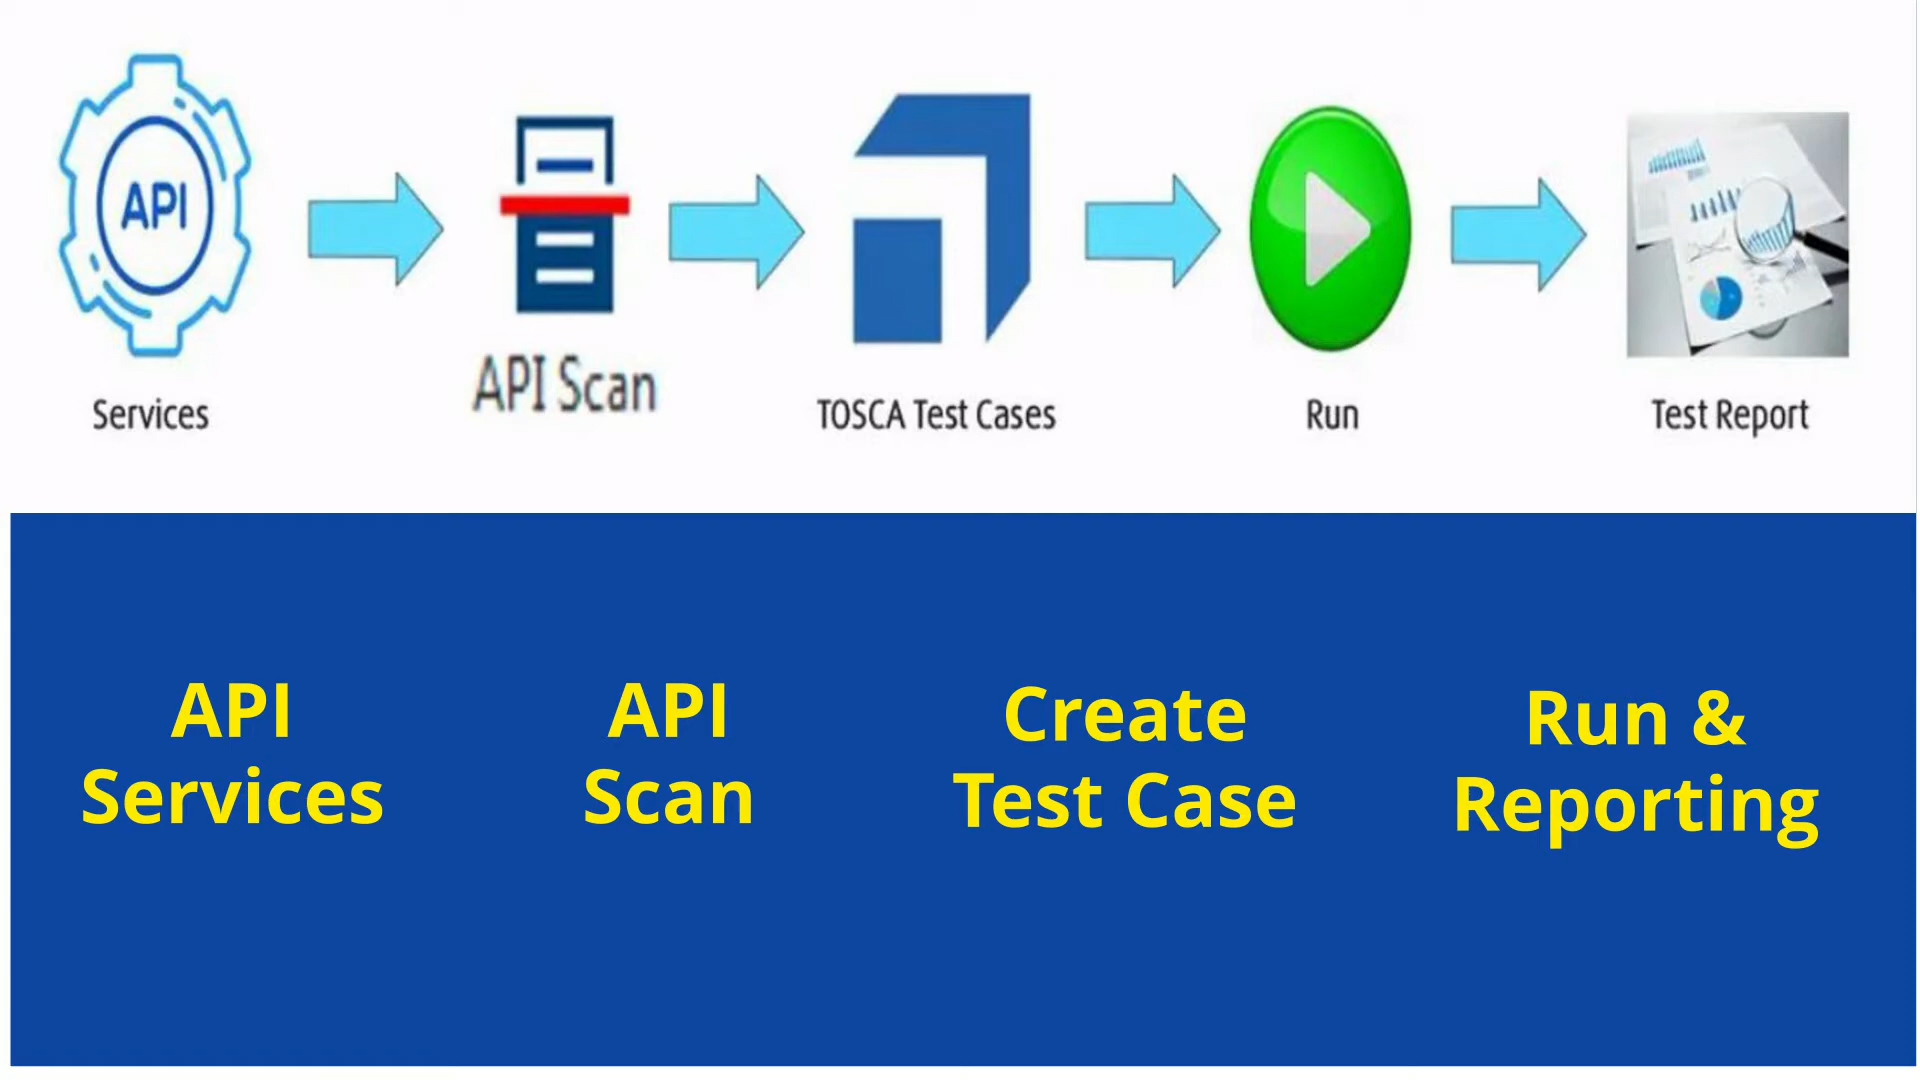 API
Services
API Scan
TOSCA Test Cases
Run
Test Report
API
Services
API
Scan
Create
Test Case
Run &
Reporting